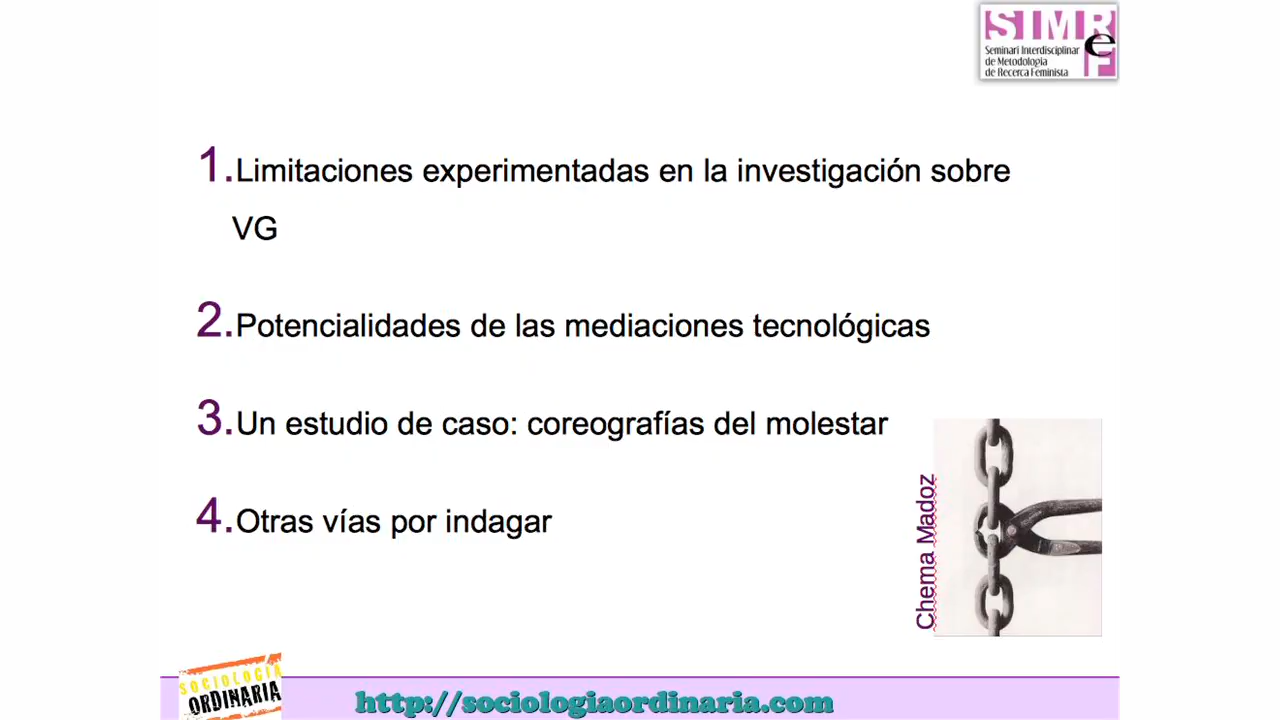 SIMReF
Seminari Interdisciplinar
de Metodologia
de Recerca Feminista
1. Limitaciones experimentadas en la investigación sobre
VG
2. Potencialidades de las mediaciones tecnológicas
3. Un estudio de caso: coreografías del molestar
4. Otras vías por indagar
Chema Madoz
SOCIOLOGÍA
ORDINARIA
http://sociologiaordinaria.com